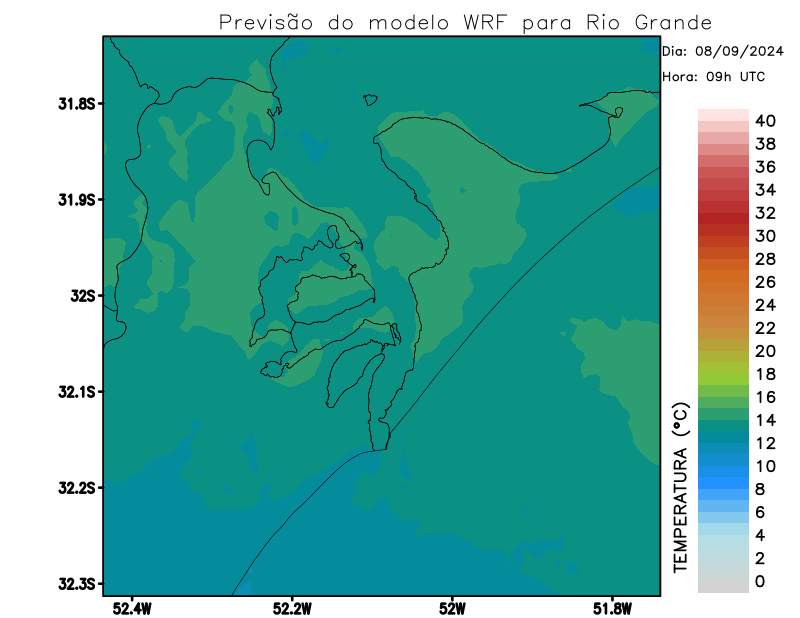 Previsão do modelo WRF para Rio Grande
Dia: 08/09/2024
Hora: 09h UTC
31.8S
31.9S
32S
32.1S
32.2S
32.3S
52.4W
52.2W
52W
51.8W
TEMPERATURA (°C)
40
38
36
34
32
30
28
26
24
22
20
18
16
14
12
10
8
6
4
2
0